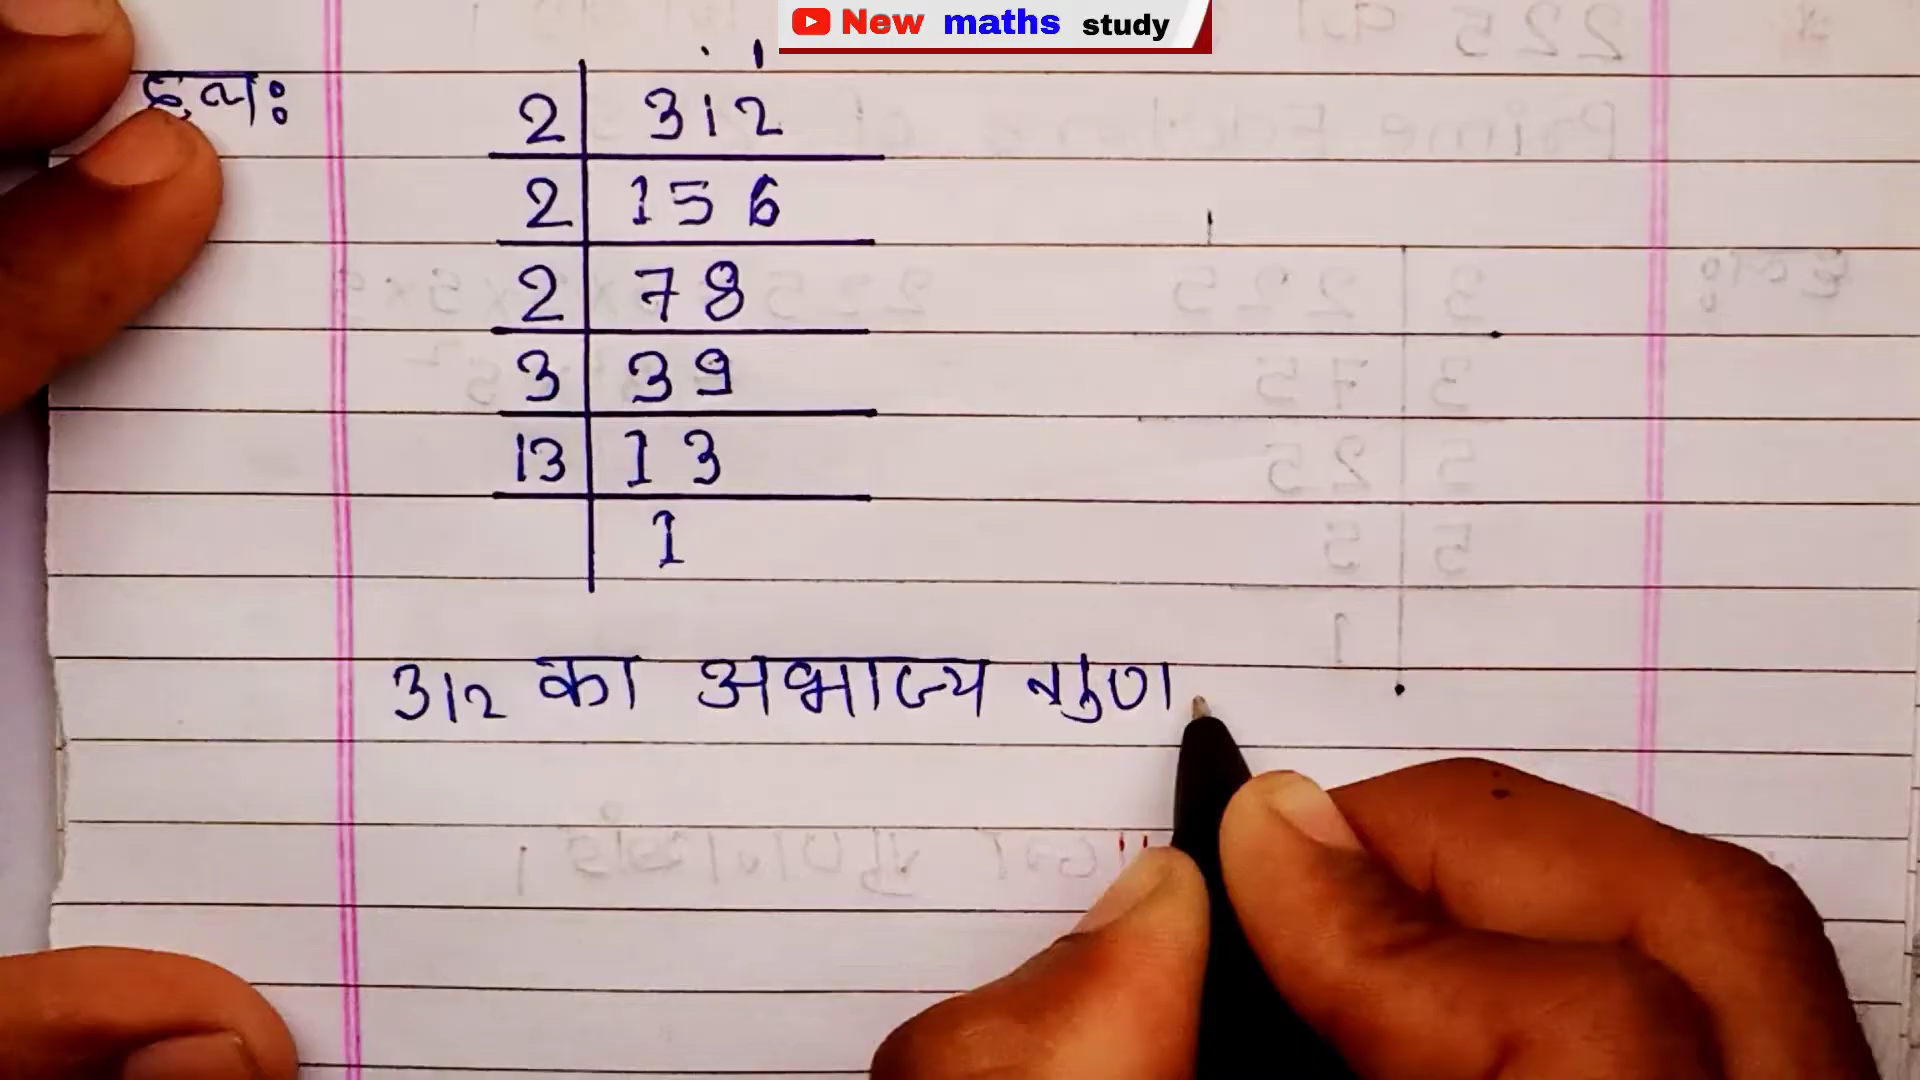 New maths study
हल:
2 | 312
2 | 156
2 | 78
3 | 39
13 | 13
1
312 का अभाज्य गुण